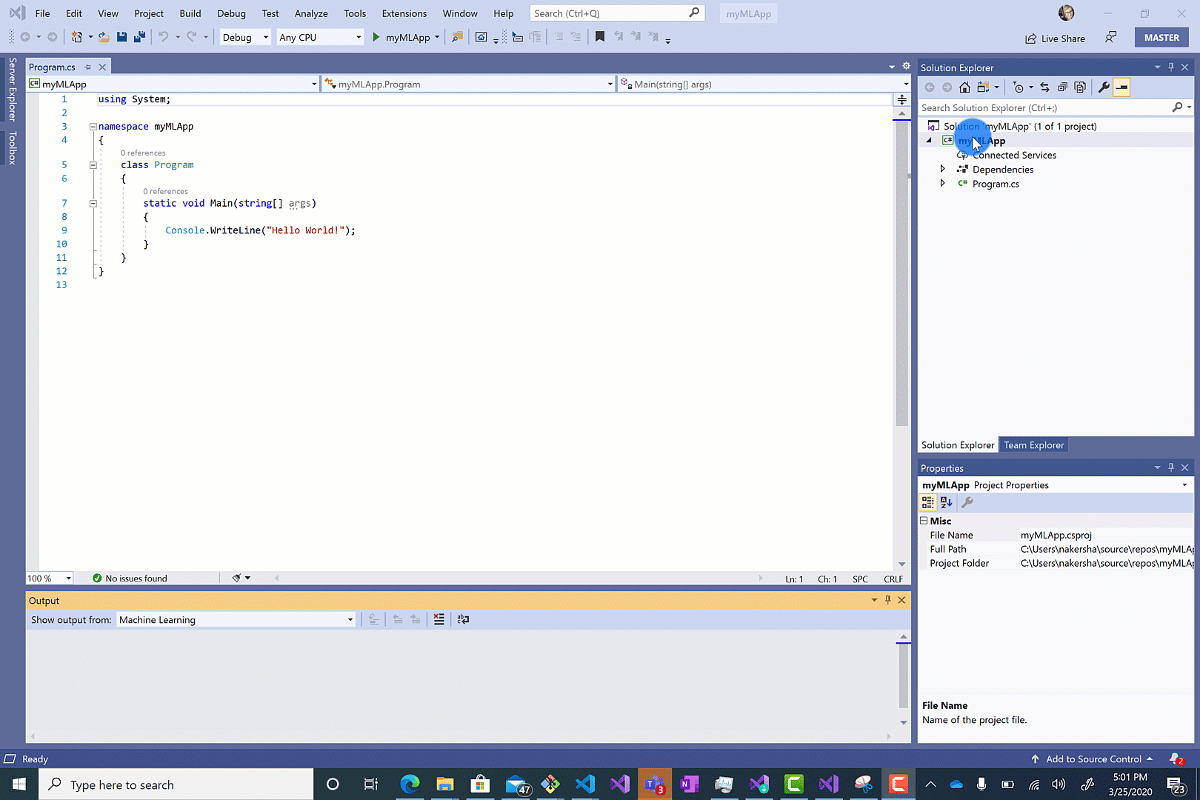 File Edit View Project Build Debug Test Analyze Tools Extensions Window Help Search (Ctrl+Q) myMLApp
Debug Any CPU myMLApp Live Share MASTER
Server Explorer
Toolbox
Program.cs
myMLApp myMLApp.Program Main(string[] args)
1 using System;
2
3 namespace myMLApp
4 {
0 references
5 class Program
6 {
0 references
7 static void Main(string[] args)
8 {
9 Console.WriteLine("Hello World!");
10 }
11 }
12 }
13
100 % No issues found Ln: 1 Ch: 1 SPC CRLF
Output
Show output from: Machine Learning
Solution Explorer
Search Solution Explorer (Ctrl+;)
Solution 'myMLApp' (1 of 1 project)
myMLApp
Connected Services
Dependencies
C# Program.cs
Solution Explorer Team Explorer
Properties
myMLApp Project Properties
Misc
File Name myMLApp.csproj
Full Path C:\Users\nakersha\source\repos\myMLA
Project Folder C:\Users\nakersha\source\repos\myMLA
File Name
Name of the project file.
Ready Add to Source Control 2
Type here to search 47 3 5:01 PM
3/25/2020 23